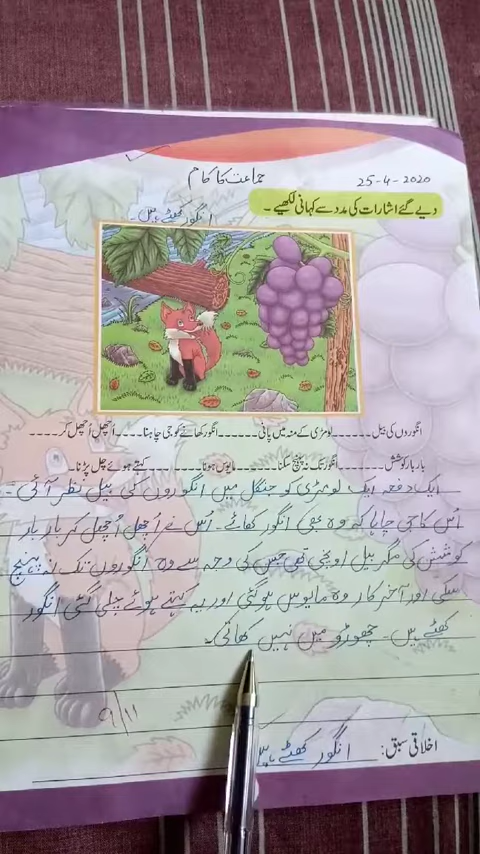 جماعت کا کام
25-4-2020
دیے گئے اشارات کی مدد سے کہانی لکھیے۔
انگور کھٹے ہیں۔
انگوروں کی بیل۔۔۔۔۔۔لومڑی کے منہ میں پانی۔۔۔۔۔۔انگور کھانے کو جی چاہنا۔۔۔۔اُچھل اُچھل کر۔۔۔۔۔
بار بار کوشش۔۔۔۔۔۔انگور تک نہ پہنچ سکنا۔۔۔۔۔۔مایوس ہونا۔۔۔۔۔۔کہتے ہوئے چل پڑنا۔
ایک دفعہ ایک لومڑی کو جنگل میں انگوروں کی بیل نظر آئی۔
اُس کا جی چاہا کہ وہ بھی انگور کھائے۔ اُس نے اُچھل اُچھل کر بار بار
کوشش کی مگر بیل اونچی تھی جس کی وجہ سے وہ انگوروں تک نہ پہنچ
سکی اور آخر کار وہ مایوس ہو گئی اور یہ کہتے ہوئے چلی گئی انگور
کھٹے ہیں۔ چھوڑو میں نہیں کھاتی۔
9/11
اخلاقی سبق: انگور کھٹے ہیں